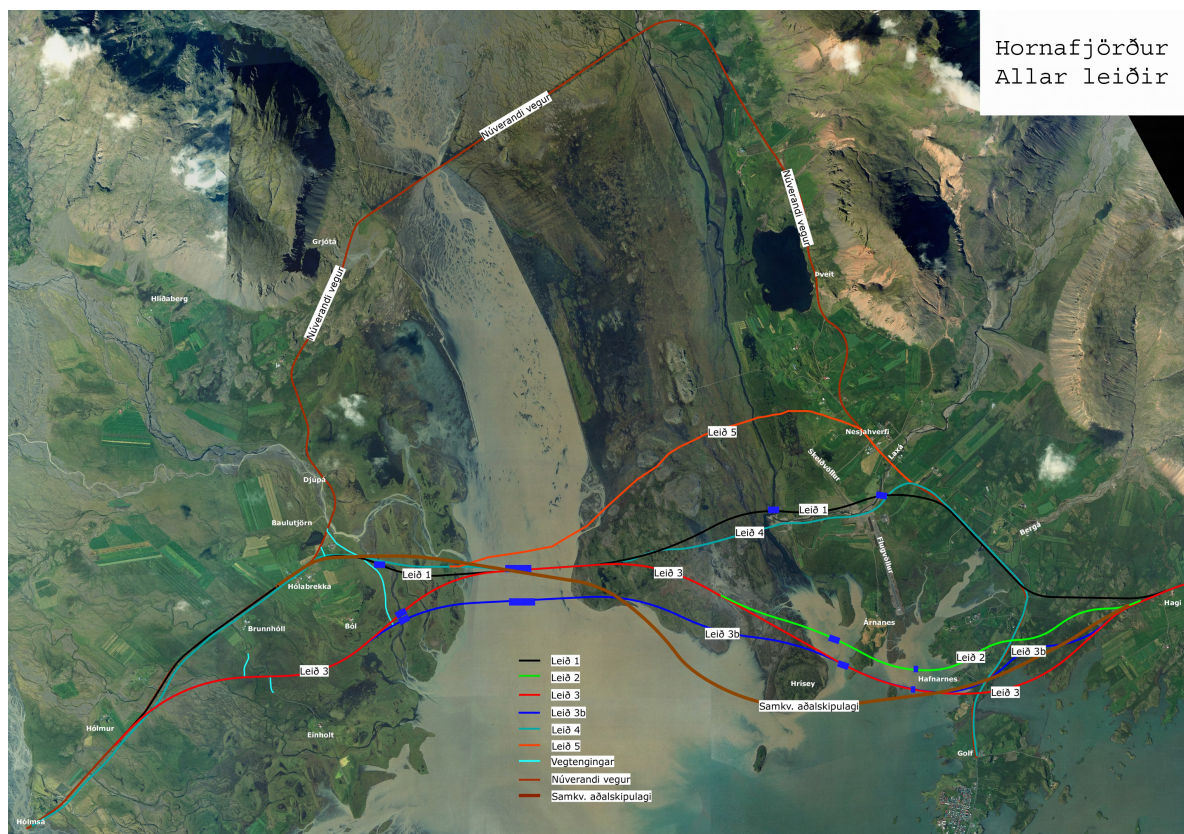 Hornafjörður
Allar leiðir
Núverandi vegur
Núverandi vegur
Grjótá
Þveit
Hlíðaberg
Núverandi vegur
Leið 5
Nesjahverfi
Laxá
Skeiðvöllur
Djúpá
Leið 1
Baulutjörn
Bergá
Leið 4
Flugvöllur
Leið 1
Leið 3
Hólabrekka
Hagi
Ból
Árnanes
Brunnhóll
Leið 3b
Leið 2
Leið 3b
Leið 3
Hrísey
Hafnarnes
Leið 3
Samkv. aðalskipulagi
Hólmur
Einholt
Golf
Hólmsá
Leið 1
Leið 2
Leið 3
Leið 3b
Leið 4
Leið 5
Vegtengingar
Núverandi vegur
Samkv. aðalskipulagi